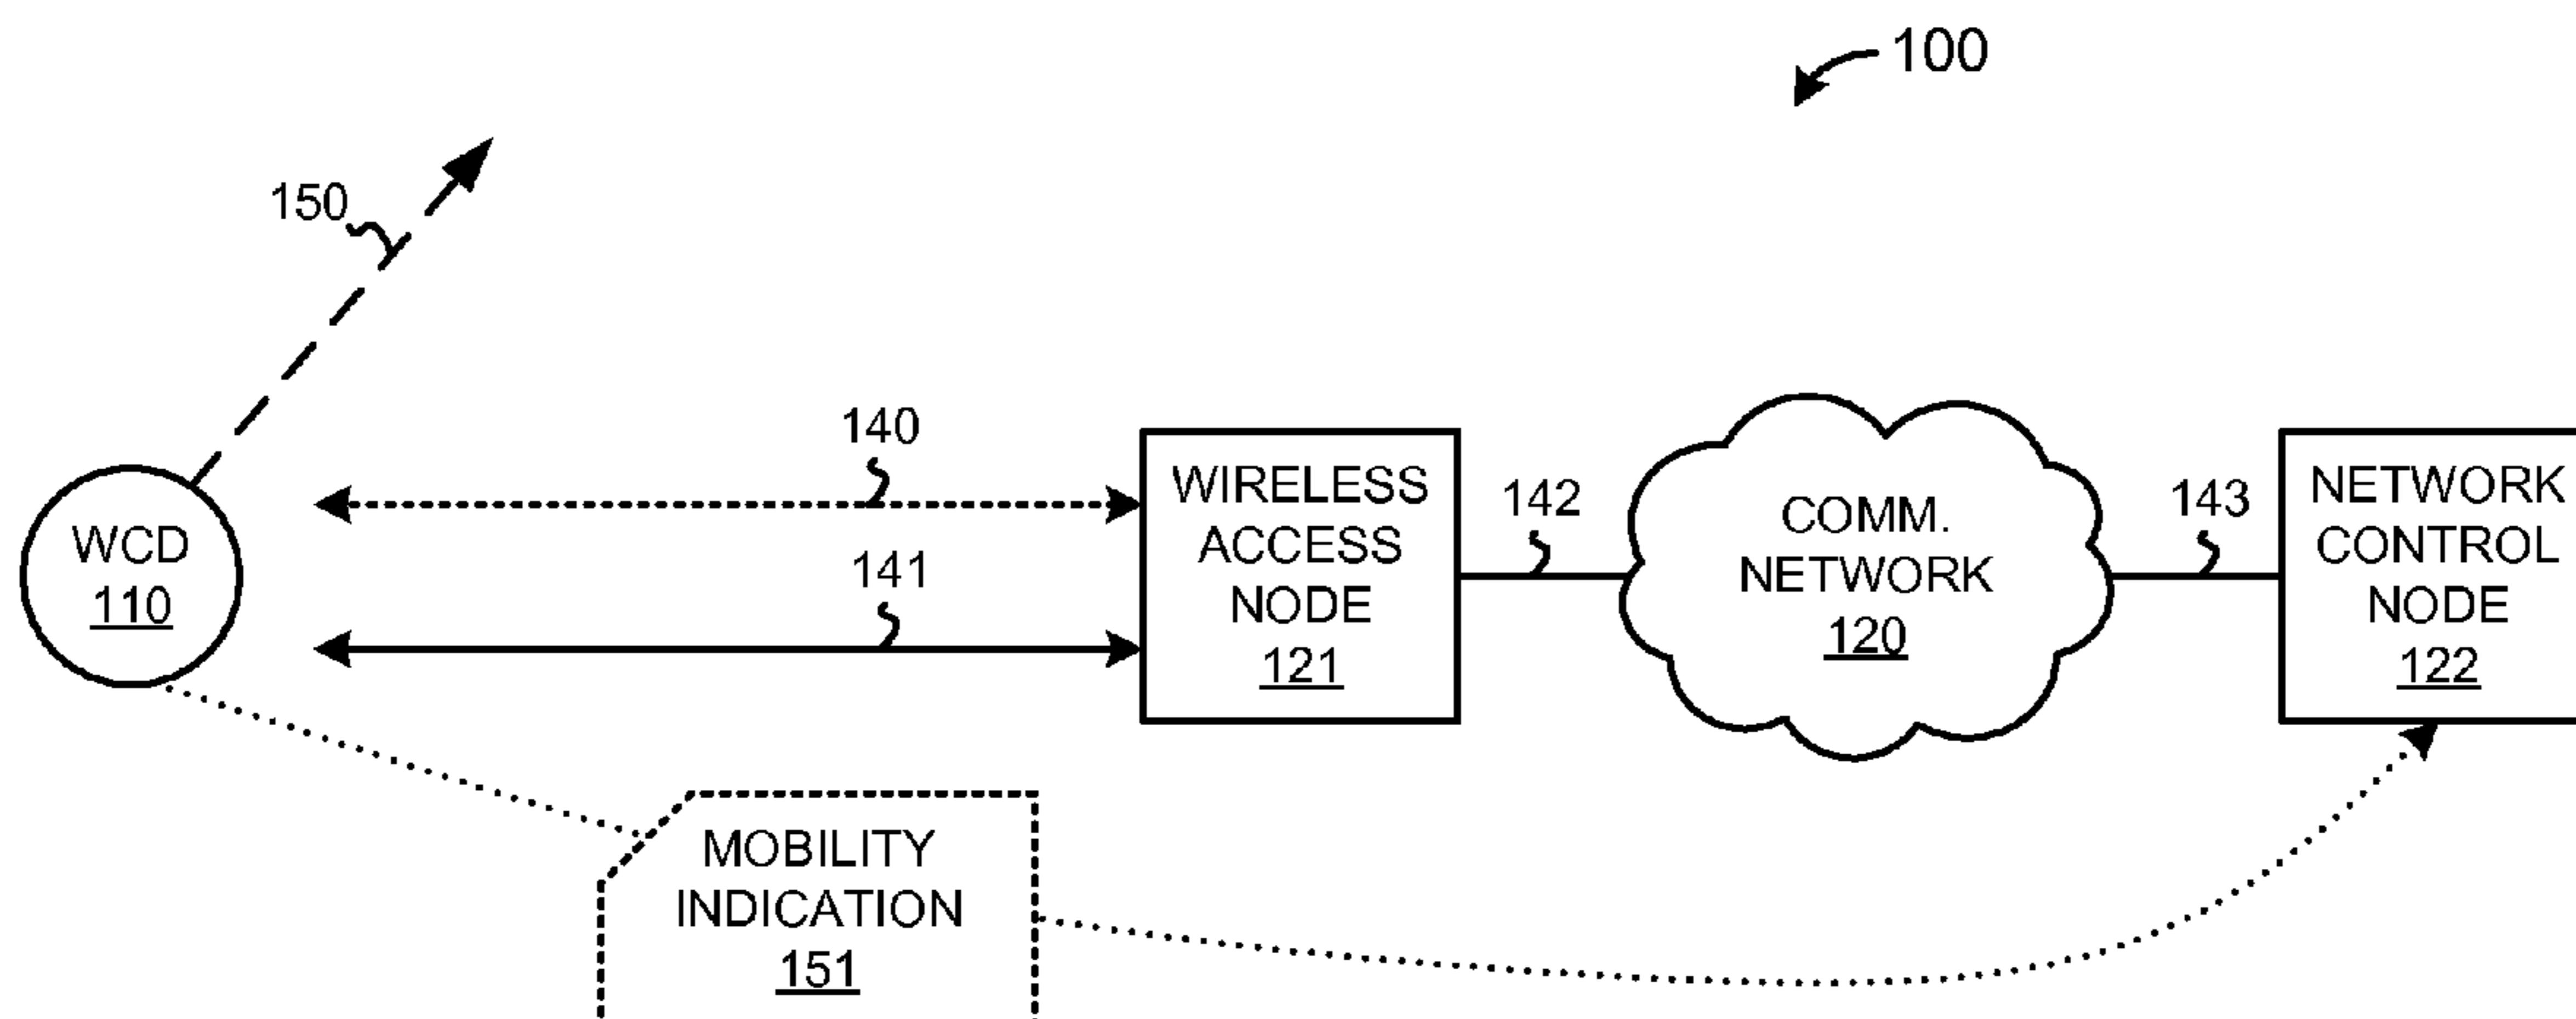 100
150
140
141
WCD
110
WIRELESS
ACCESS
NODE
121
142
COMM.
NETWORK
120
143
NETWORK
CONTROL
NODE
122
MOBILITY
INDICATION
151